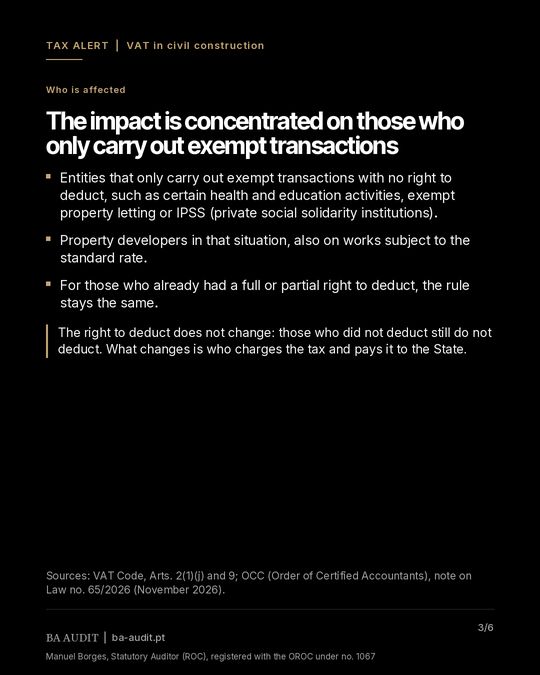 TAX ALERT | VAT in civil construction
Who is affected
The impact is concentrated on those who
only carry out exempt transactions
Entities that only carry out exempt transactions with no right to
deduct, such as certain health and education activities, exempt
property letting or IPSS (private social solidarity institutions).
Property developers in that situation, also on works subject to the
standard rate.
For those who already had a full or partial right to deduct, the rule
stays the same.
The right to deduct does not change: those who did not deduct still do not
deduct. What changes is who charges the tax and pays it to the State.
Sources: VAT Code, Arts. 2(1)(j) and 9; OCC (Order of Certified Accountants), note on
Law no. 65/2026 (November 2026).
3/6
BA AUDIT | ba-audit.pt
Manuel Borges, Statutory Auditor (ROC), registered with the OROC under no. 1067